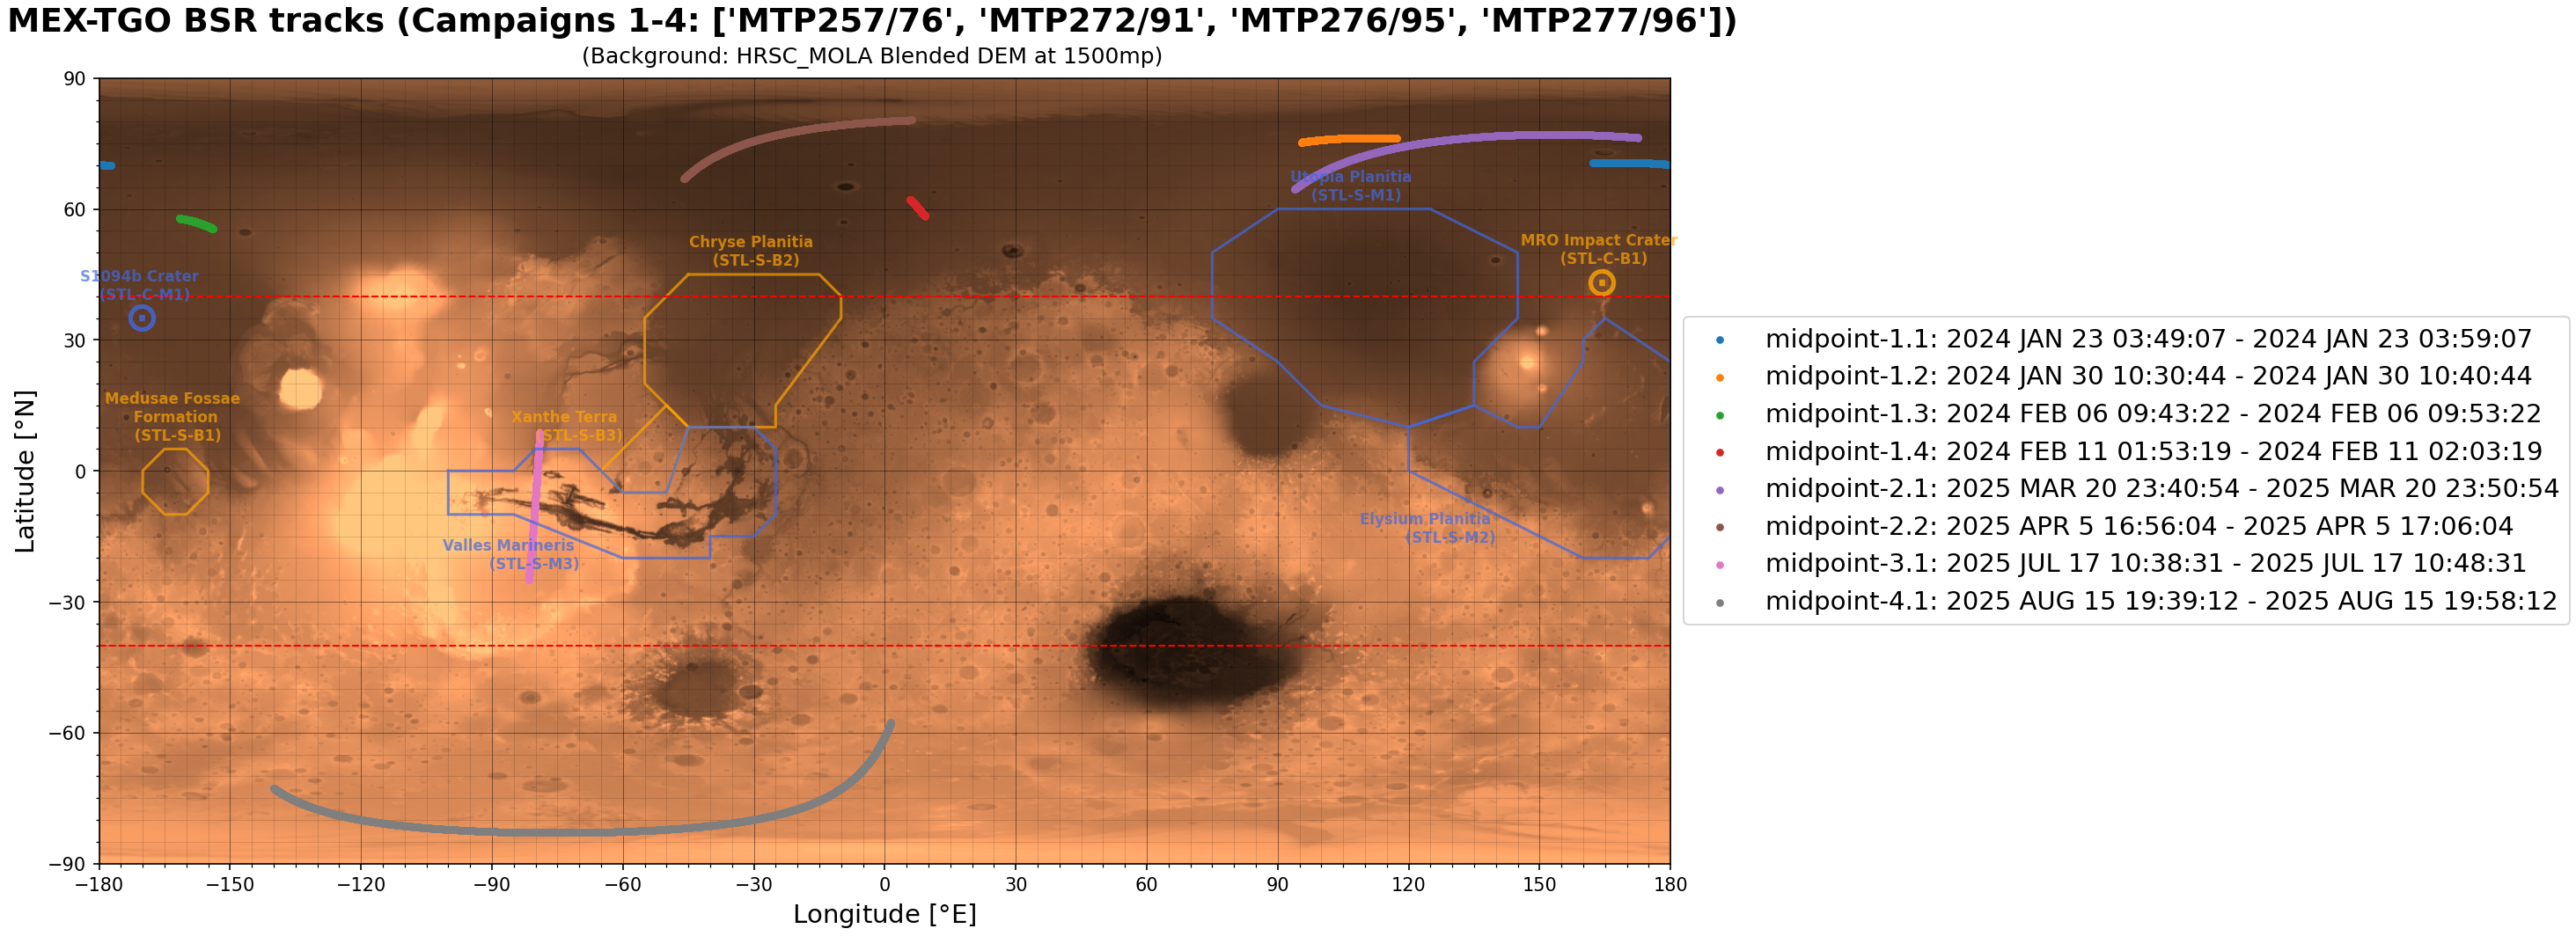 MEX-TGO BSR tracks (Campaigns 1-4: ['MTP257/76', 'MTP272/91', 'MTP276/95', 'MTP277/96'])
(Background: HRSC_MOLA Blended DEM at 1500mp)
90
60
30
0
−30
−60
−90
Latitude [°N]
Utopia Planitia
(STL-S-M1)
Chryse Planitia
(STL-S-B2)
MRO Impact Crater
(STL-C-B1)
S1094b Crater
(STL-C-M1)
Medusae Fossae
Formation
(STL-S-B1)
Xanthe Terra
(STL-S-B3)
Valles Marineris
(STL-S-M3)
Elysium Planitia
(STL-S-M2)
−180
−150
−120
−90
−60
−30
0
30
60
90
120
150
180
Longitude [°E]
midpoint-1.1: 2024 JAN 23 03:49:07 - 2024 JAN 23 03:59:07
midpoint-1.2: 2024 JAN 30 10:30:44 - 2024 JAN 30 10:40:44
midpoint-1.3: 2024 FEB 06 09:43:22 - 2024 FEB 06 09:53:22
midpoint-1.4: 2024 FEB 11 01:53:19 - 2024 FEB 11 02:03:19
midpoint-2.1: 2025 MAR 20 23:40:54 - 2025 MAR 20 23:50:54
midpoint-2.2: 2025 APR 5 16:56:04 - 2025 APR 5 17:06:04
midpoint-3.1: 2025 JUL 17 10:38:31 - 2025 JUL 17 10:48:31
midpoint-4.1: 2025 AUG 15 19:39:12 - 2025 AUG 15 19:58:12